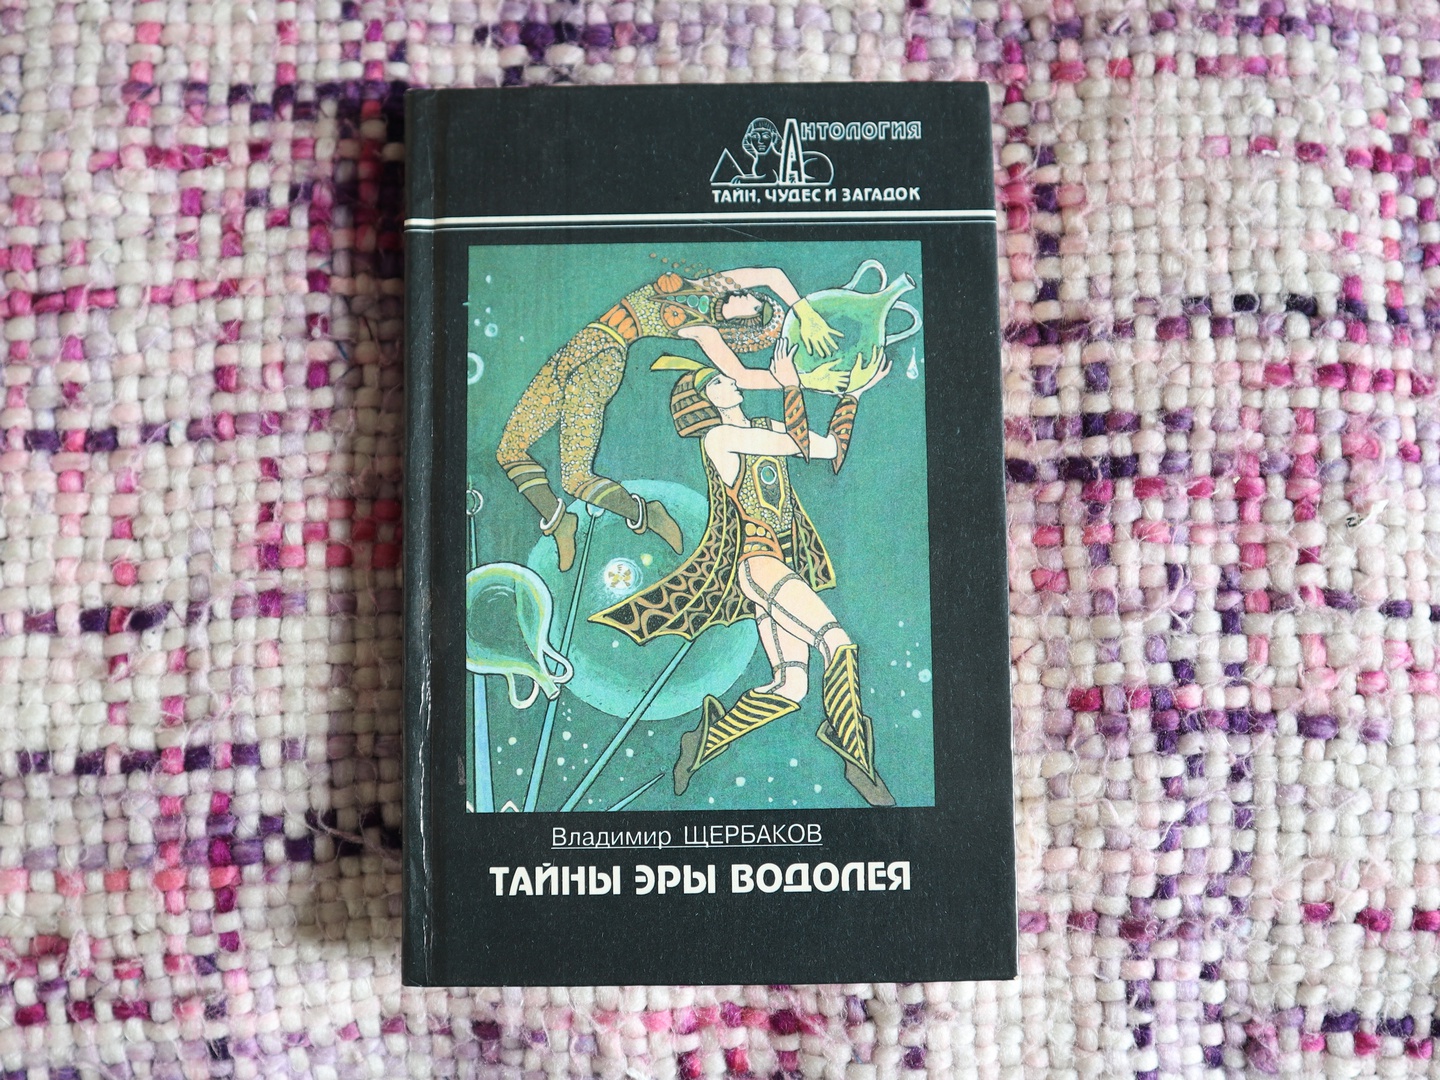 Антология
ТАЙН, ЧУДЕС И ЗАГАДОК
Владимир ЩЕРБАКОВ
ТАЙНЫ ЭРЫ ВОДОЛЕЯ